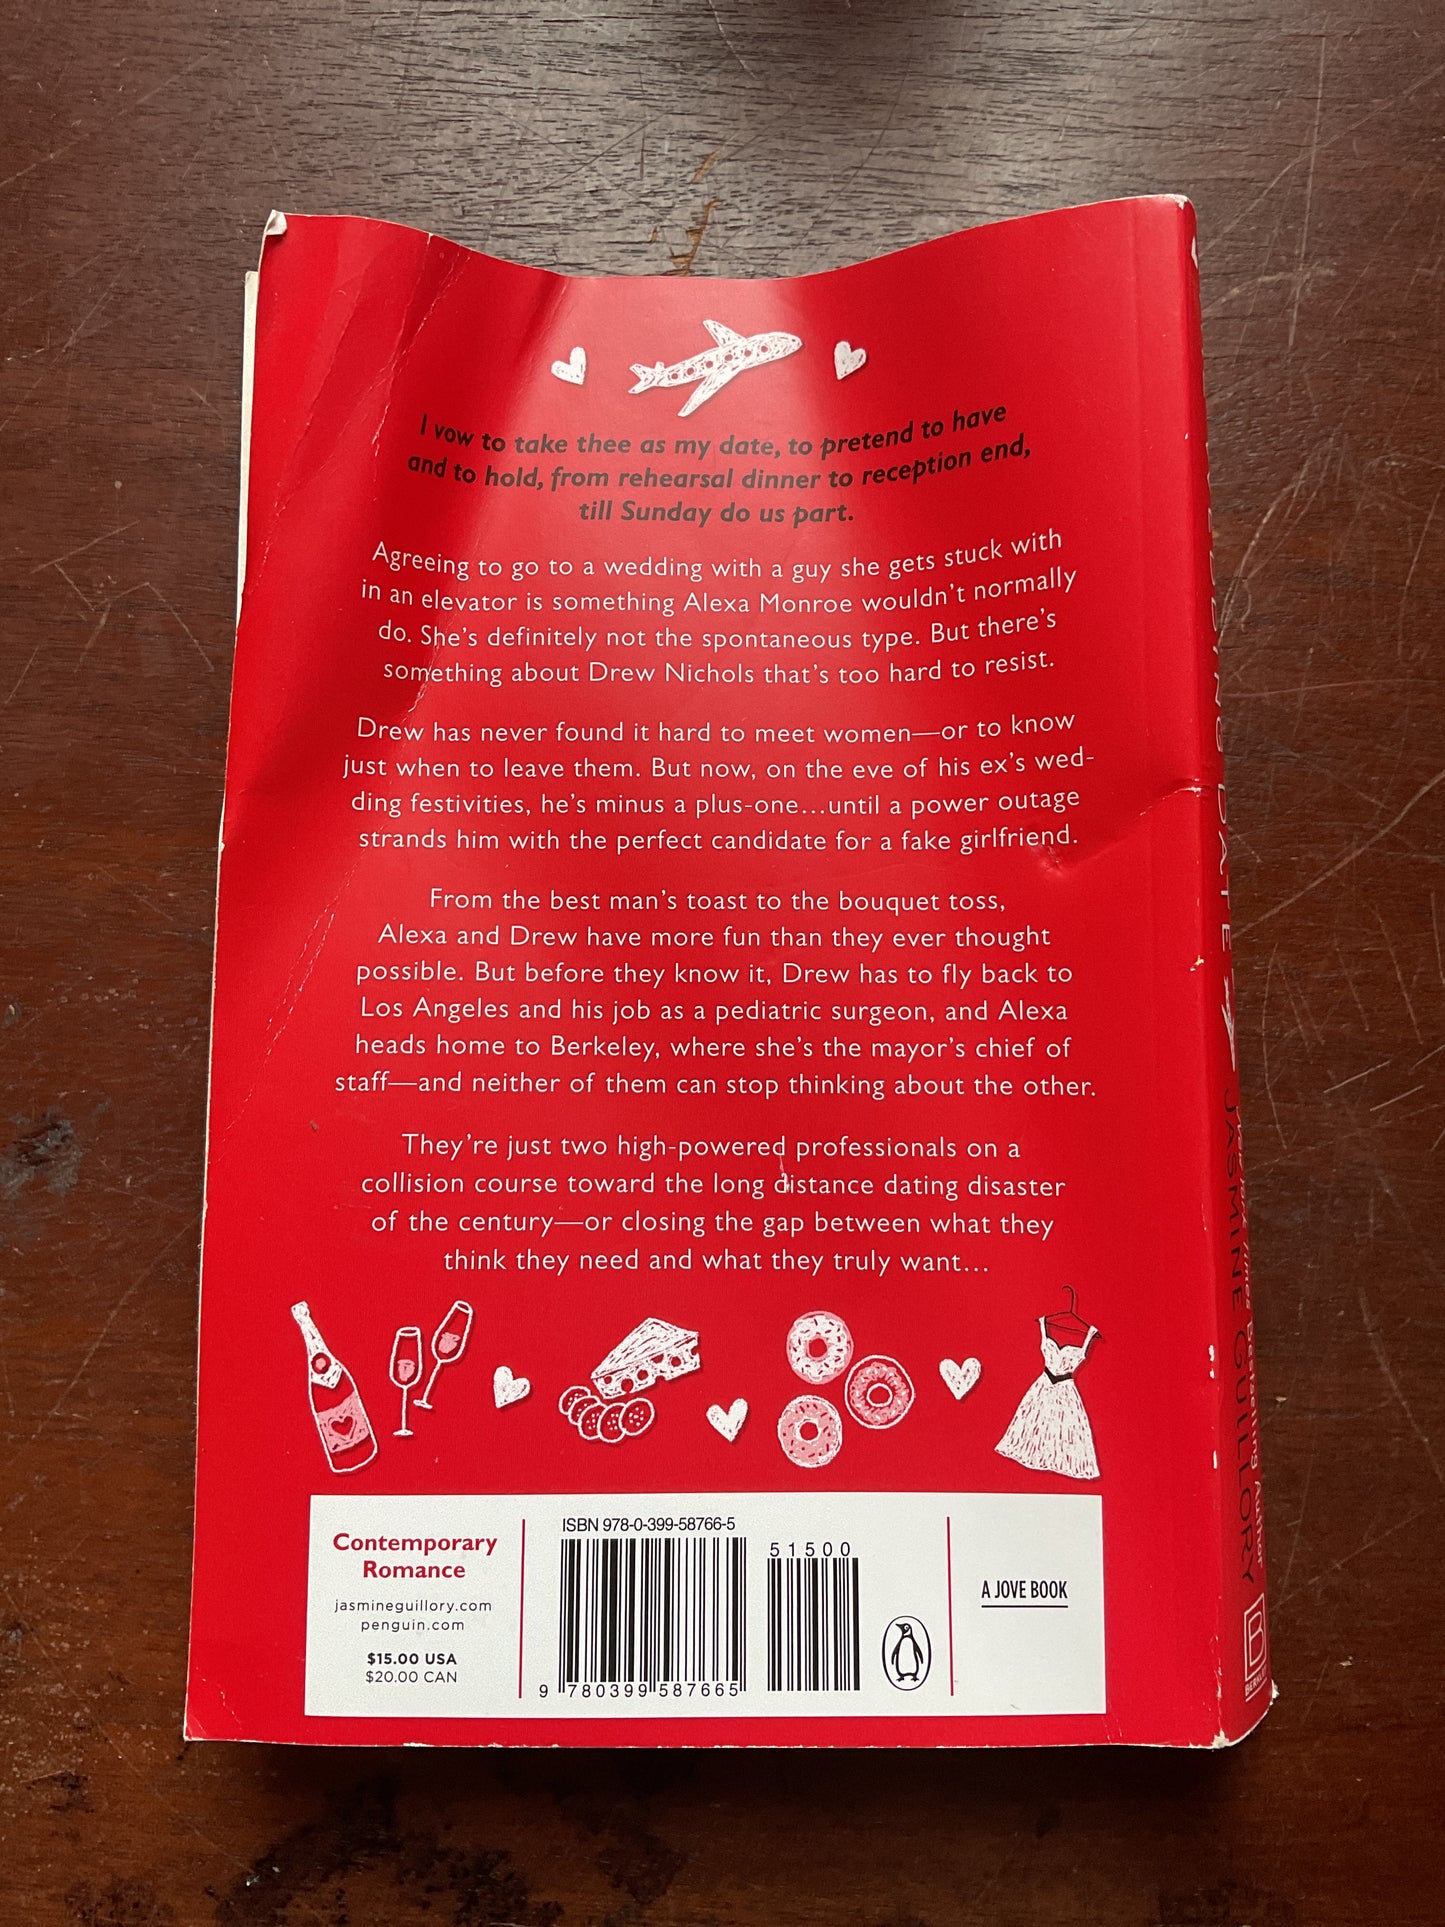 I vow to take thee as my date, to pretend to have
and to hold, from rehearsal dinner to reception end,
till Sunday do us part.
Agreeing to go to a wedding with a guy she gets stuck with
in an elevator is something Alexa Monroe wouldn't normally
do. She's definitely not the spontaneous type. But there's
something about Drew Nichols that's too hard to resist.
Drew has never found it hard to meet women—or to know
just when to leave them. But now, on the eve of his ex's wed-
ding festivities, he's minus a plus-one...until a power outage
strands him with the perfect candidate for a fake girlfriend.
From the best man's toast to the bouquet toss,
Alexa and Drew have more fun than they ever thought
possible. But before they know it, Drew has to fly back to
Los Angeles and his job as a pediatric surgeon, and Alexa
heads home to Berkeley, where she's the mayor's chief of
staff—and neither of them can stop thinking about the other.
They're just two high-powered professionals on a
collision course toward the long distance dating disaster
of the century—or closing the gap between what they
think they need and what they truly want...
Contemporary
Romance
jasmineguillory.com
penguin.com
$15.00 USA
$20.00 CAN
ISBN 978-0-399-58766-5
51500
9 780399 587665
A JOVE BOOK
DATE
JASMINE GUILLORY
Bestselling Author
B
BERKLEY